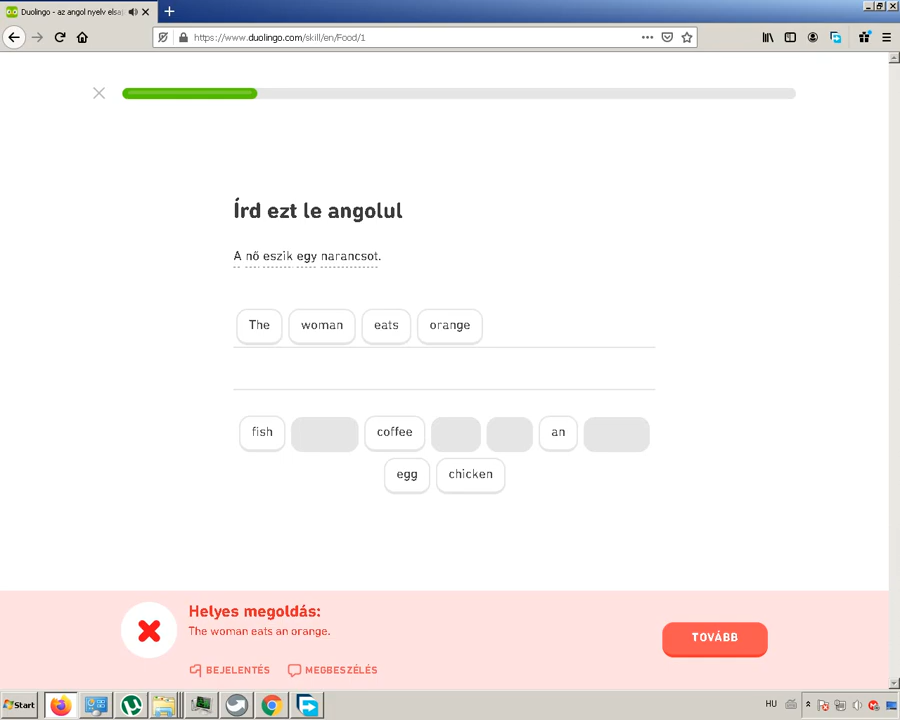 Duolingo - az angol nyelv elsa
https://www.duolingo.com/skill/en/Food/1
Írd ezt le angolul
A nő eszik egy narancsot.
The woman eats orange
fish coffee an
egg chicken
Helyes megoldás:
The woman eats an orange.
TOVÁBB
BEJELENTÉS MEGBESZÉLÉS
Start HU